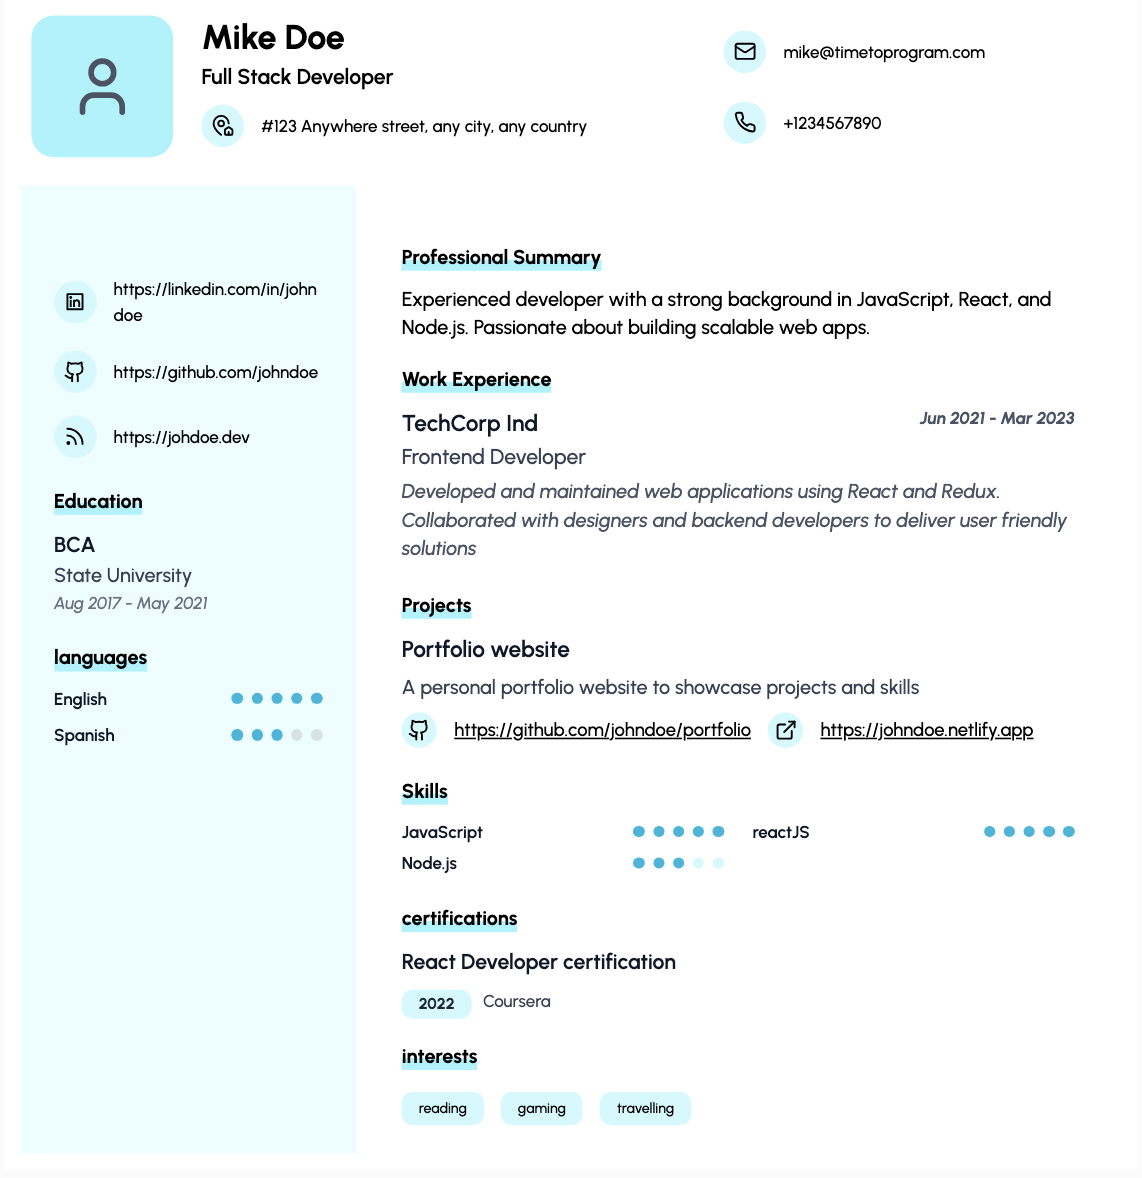 Mike Doe
Full Stack Developer
#123 Anywhere street, any city, any country
mike@timetoprogram.com
+1234567890
https://linkedin.com/in/john
doe
https://github.com/johndoe
https://johdoe.dev
Education
BCA
State University
Aug 2017 - May 2021
languages
English
Spanish
Professional Summary
Experienced developer with a strong background in JavaScript, React, and
Node.js. Passionate about building scalable web apps.
Work Experience
TechCorp Ind
Jun 2021 - Mar 2023
Frontend Developer
Developed and maintained web applications using React and Redux.
Collaborated with designers and backend developers to deliver user friendly
solutions
Projects
Portfolio website
A personal portfolio website to showcase projects and skills
https://github.com/johndoe/portfolio https://johndoe.netlify.app
Skills
JavaScript reactJS
Node.js
certifications
React Developer certification
2022 Coursera
interests
reading gaming travelling